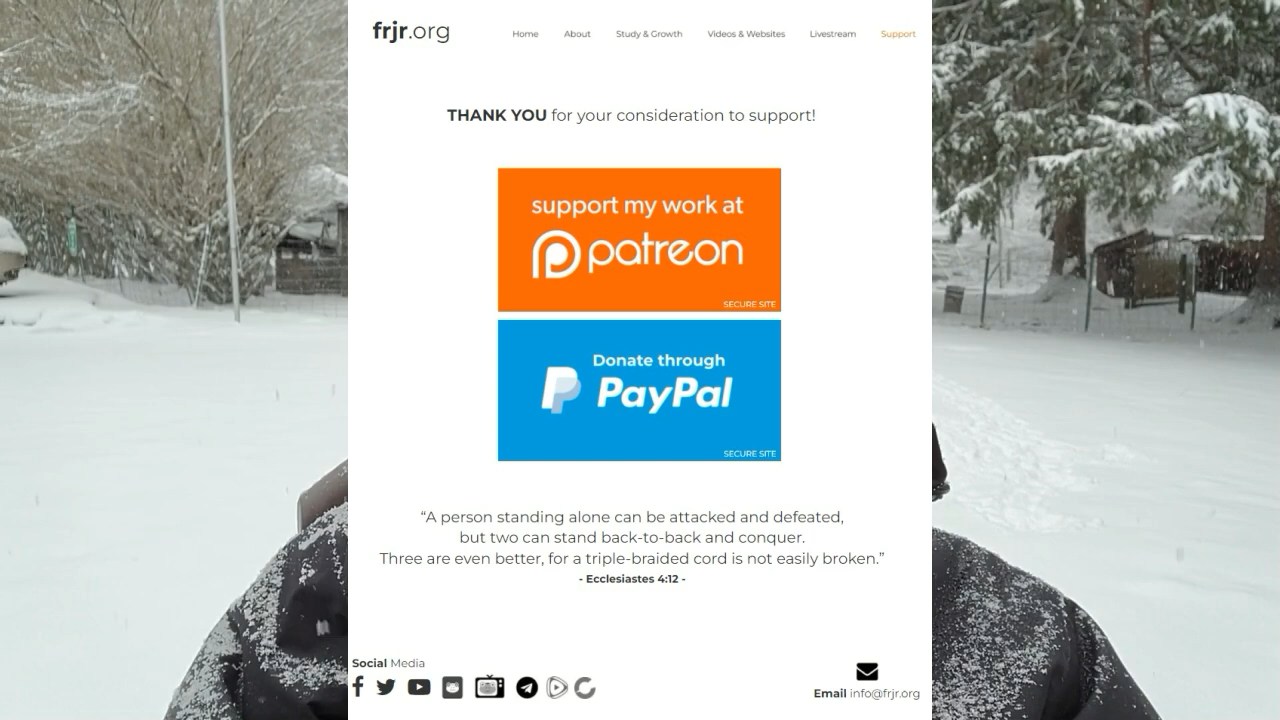 frjr.org
Home About Study & Growth Videos & Websites Livestream Support
THANK YOU for your consideration to support!
support my work at
patreon
SECURE SITE
Donate through
PayPal
SECURE SITE
“A person standing alone can be attacked and defeated,
but two can stand back-to-back and conquer.
Three are even better, for a triple-braided cord is not easily broken.”
- Ecclesiastes 4:12 -
Social Media
Email info@frjr.org